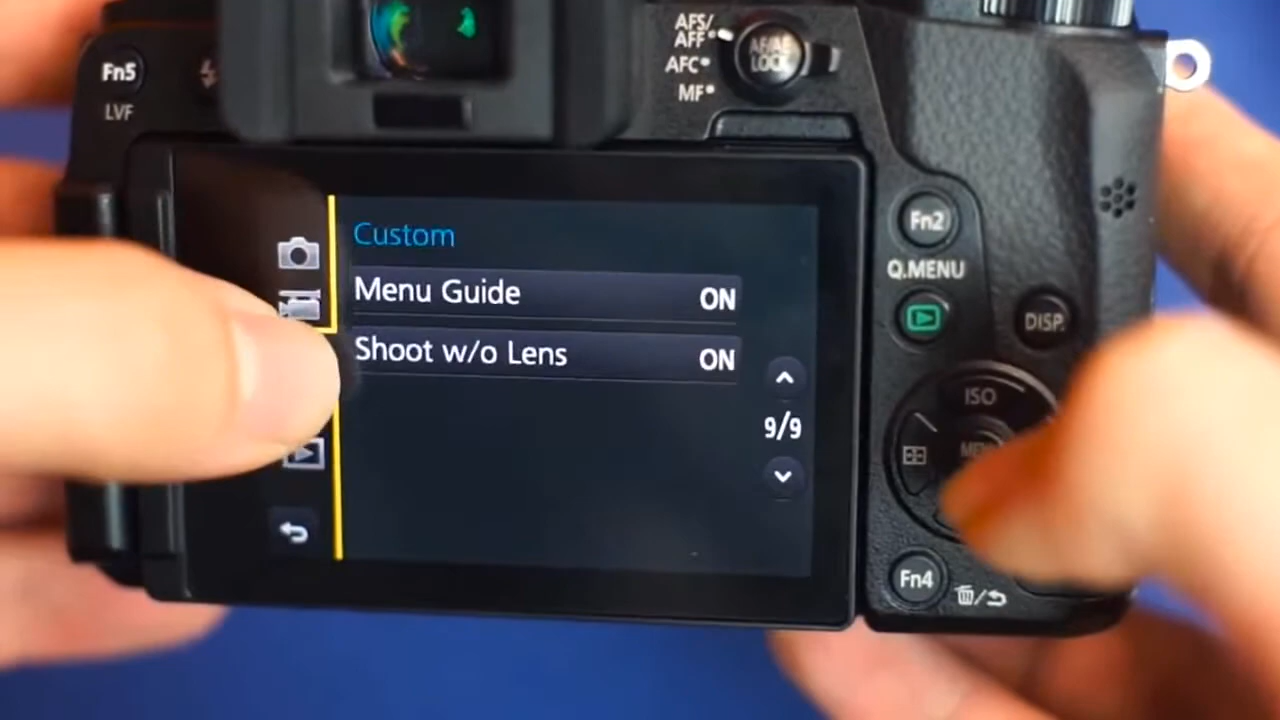 Fn5
LVF
AFS/
AFF
AFC
MF
AF/AE
LOCK
Custom
Menu Guide ON
Shoot w/o Lens ON
9/9
Fn2
Q.MENU
DISP.
ISO
Fn4